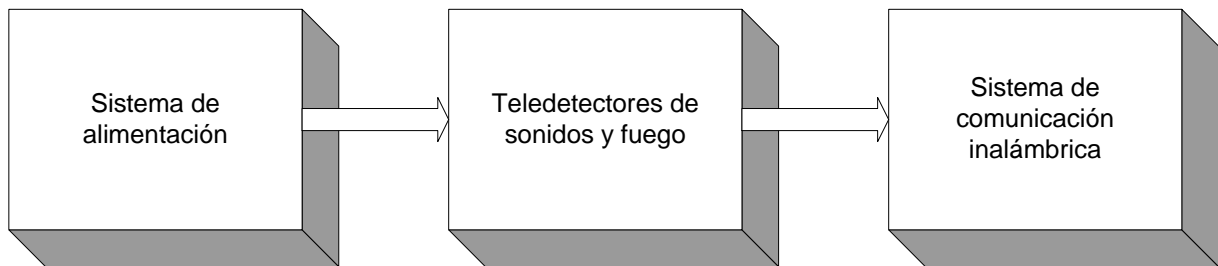 Sistema de
alimentación
Teledetectores de
sonidos y fuego
Sistema de
comunicación
inalámbrica